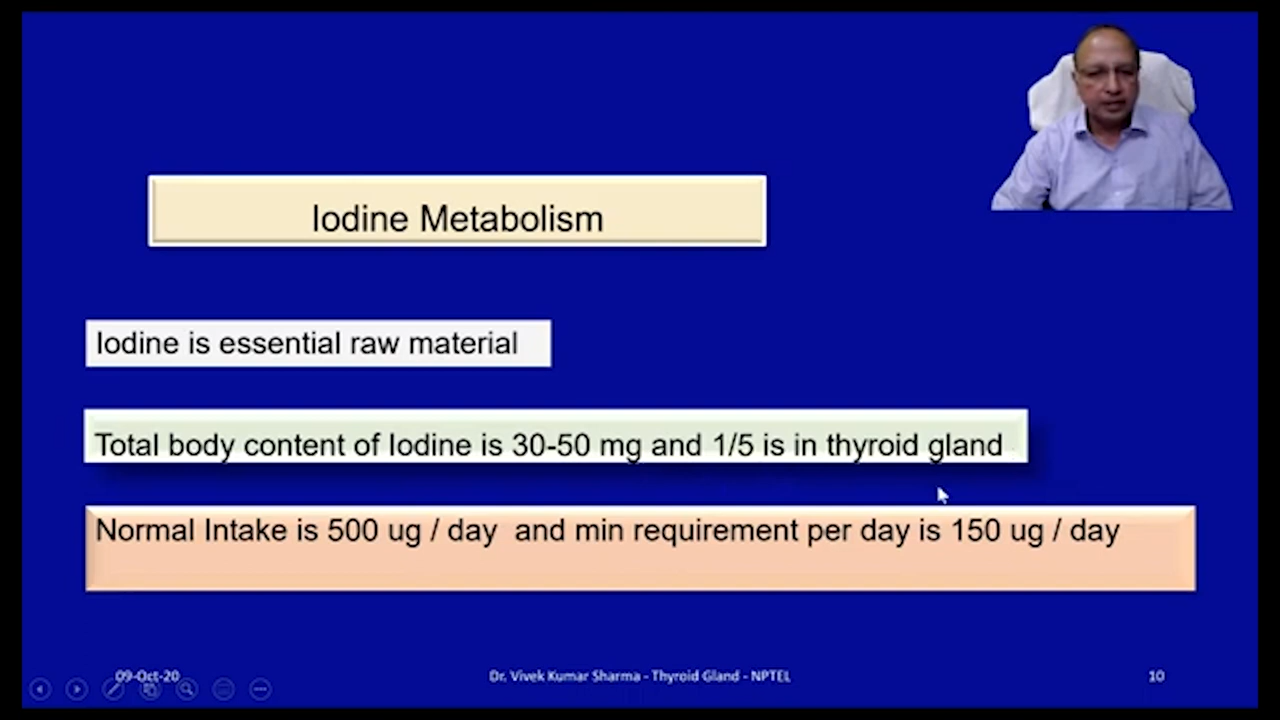 Iodine Metabolism
Iodine is essential raw material
Total body content of Iodine is 30-50 mg and 1/5 is in thyroid gland
Normal Intake is 500 ug / day and min requirement per day is 150 ug / day
09-Oct-20
Dr. Vivek Kumar Sharma - Thyroid Gland - NPTEL
10